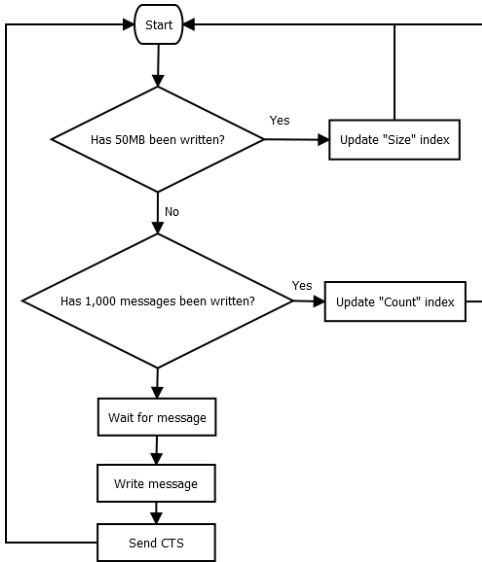 Start
Has 50MB been written?
Yes
Update "Size" index
No
Has 1,000 messages been written?
Yes
Update "Count" index
Wait for message
Write message
Send CTS